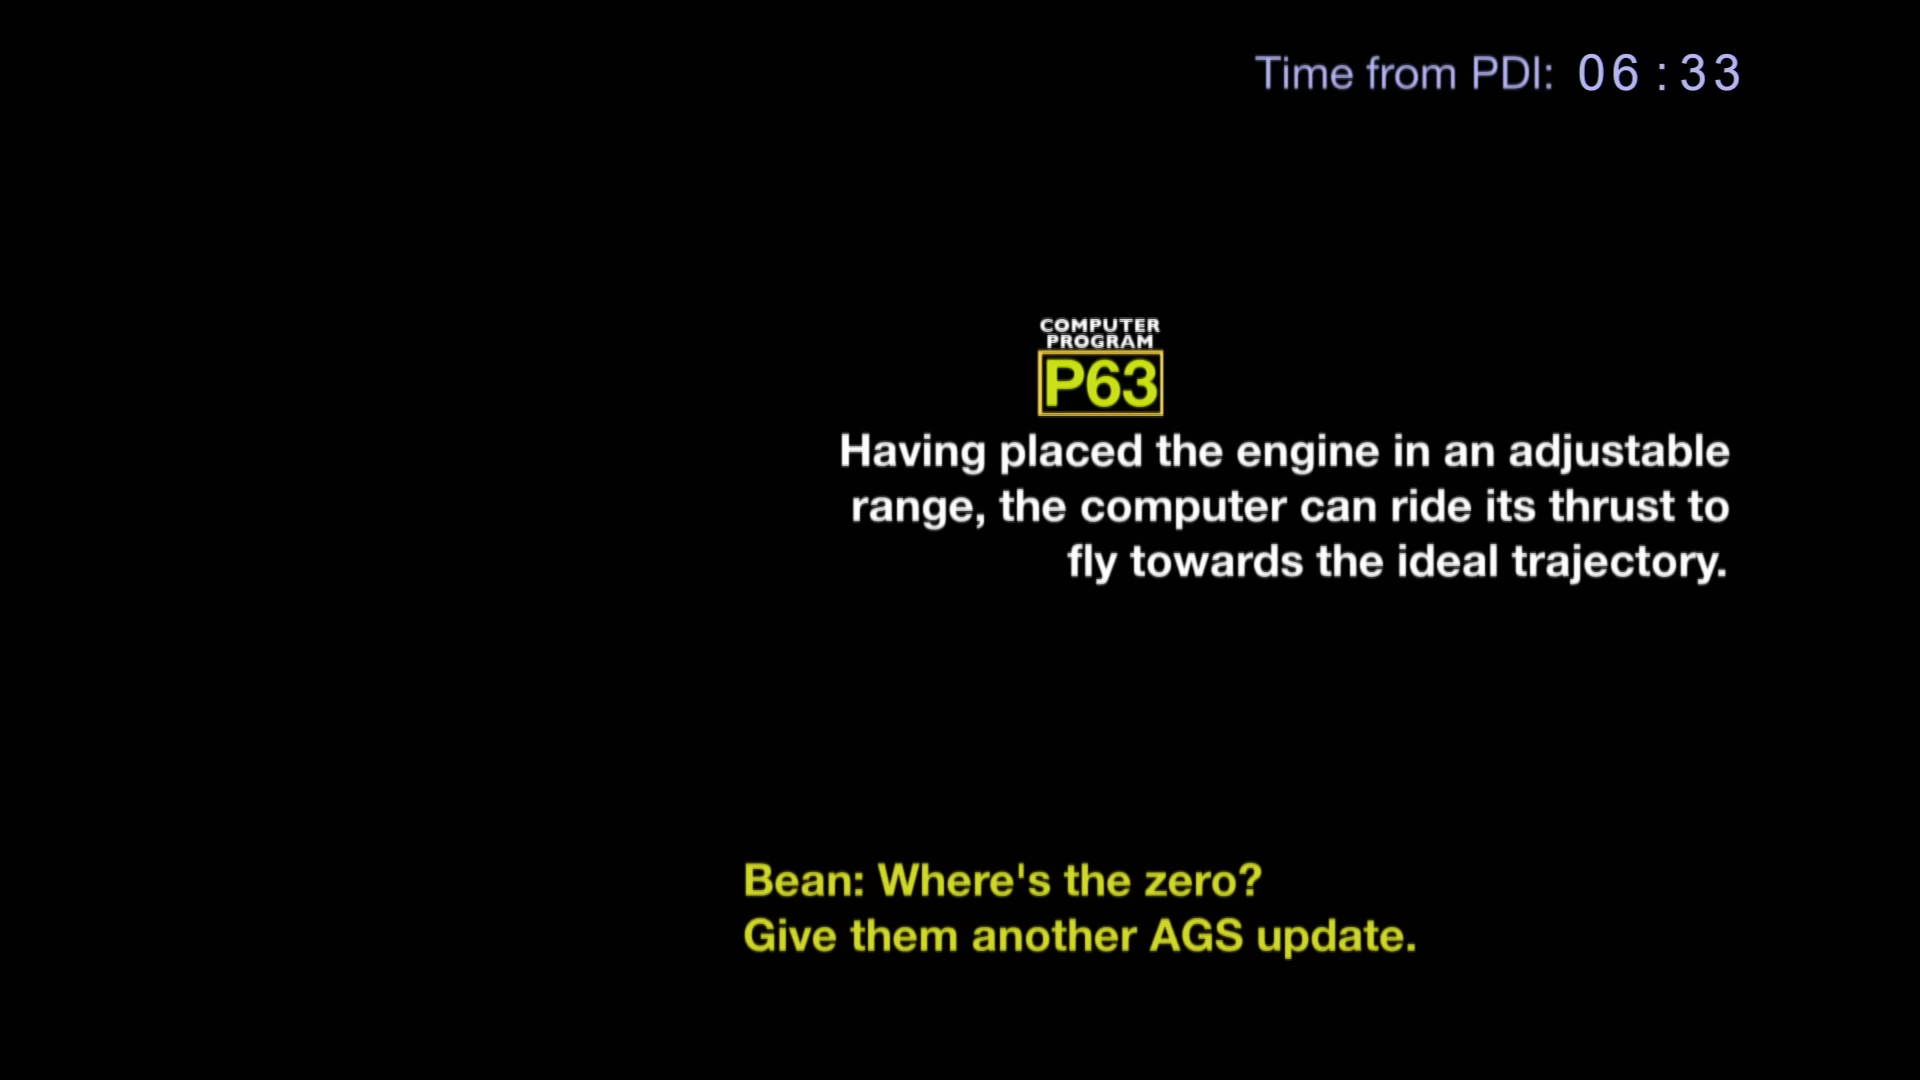 Time from PDI: 06:33
COMPUTER
PROGRAM
P63
Having placed the engine in an adjustable
range, the computer can ride its thrust to
fly towards the ideal trajectory.
Bean: Where's the zero?
Give them another AGS update.